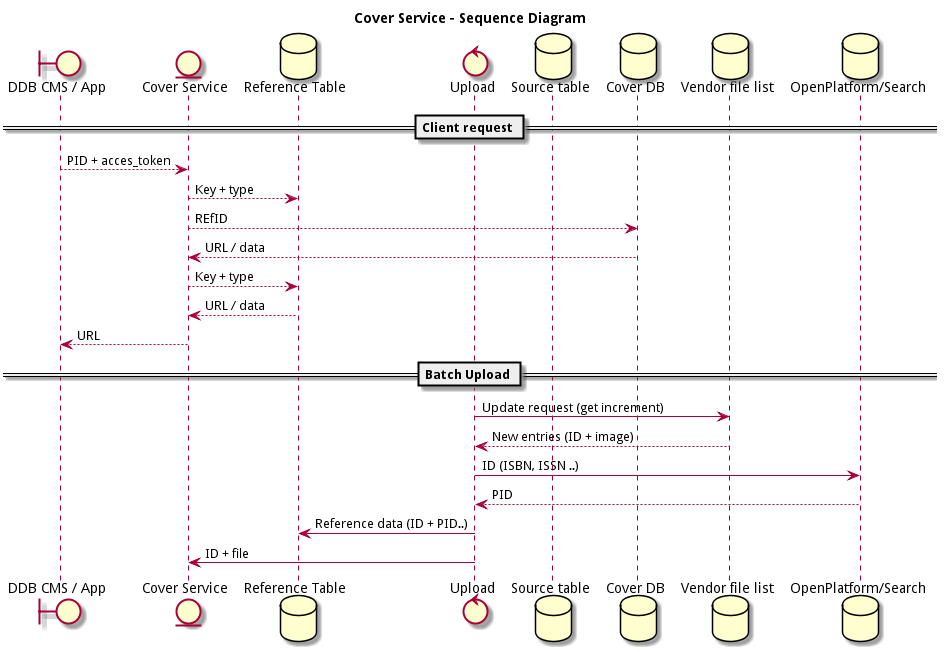 Cover Service - Sequence Diagram
DDB CMS / App
Cover Service
Reference Table
Upload
Source table
Cover DB
Vendor file list
OpenPlatform/Search
Client request
PID + acces_token
Key + type
REfID
URL / data
Key + type
URL / data
URL
Batch Upload
Update request (get increment)
New entries (ID + image)
ID (ISBN, ISSN ..)
PID
Reference data (ID + PID..)
ID + file
DDB CMS / App
Cover Service
Reference Table
Upload
Source table
Cover DB
Vendor file list
OpenPlatform/Search